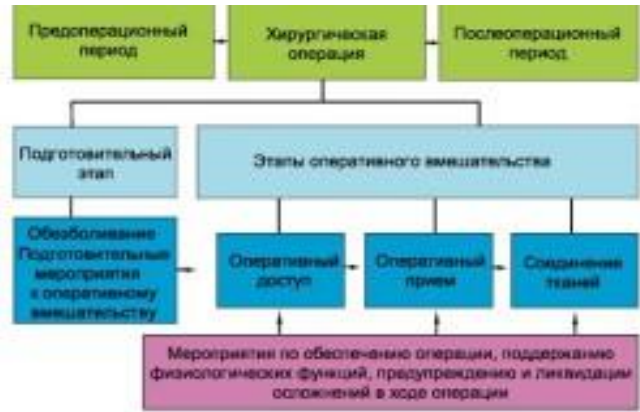 Предоперационный
период
Хирургическая
операция
Послеоперационный
период
Подготовительный
этап
Этапы оперативного вмешательства
Обезболивание
Подготовительные
мероприятия
к оперативному
вмешательству
Оперативный
доступ
Оперативный
прием
Соединение
тканей
Мероприятия по обеспечению операции, поддержанию
физиологических функций, предупреждению и ликвидации
осложнений в ходе операции